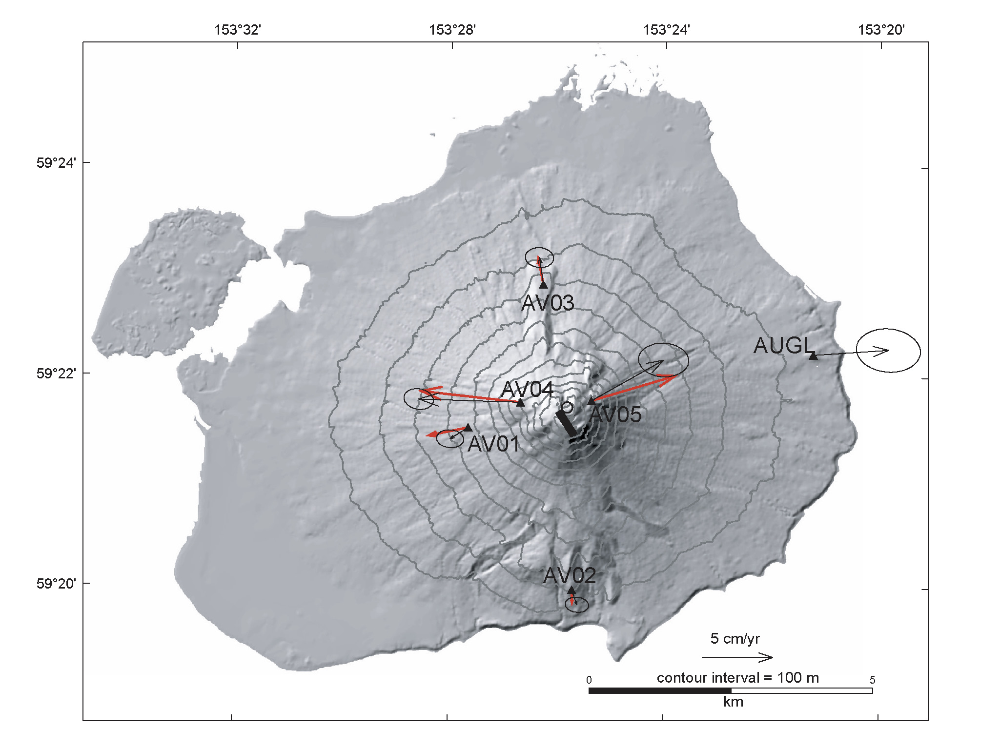 153°32'
153°28'
153°24'
153°20'
59°24'
AV03
AUGL
59°22'
AV04
AV05
AV01
AV02
59°20'
5 cm/yr
0
contour interval = 100 m
5
km